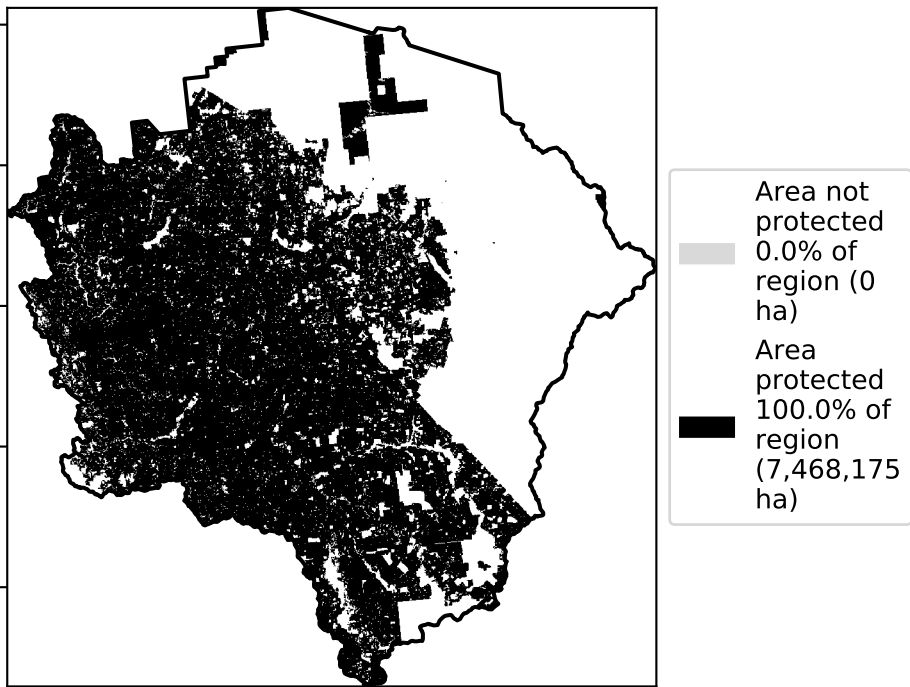 Area not
protected
0.0% of
region (0
ha)
Area
protected
100.0% of
region
(7,468,175
ha)